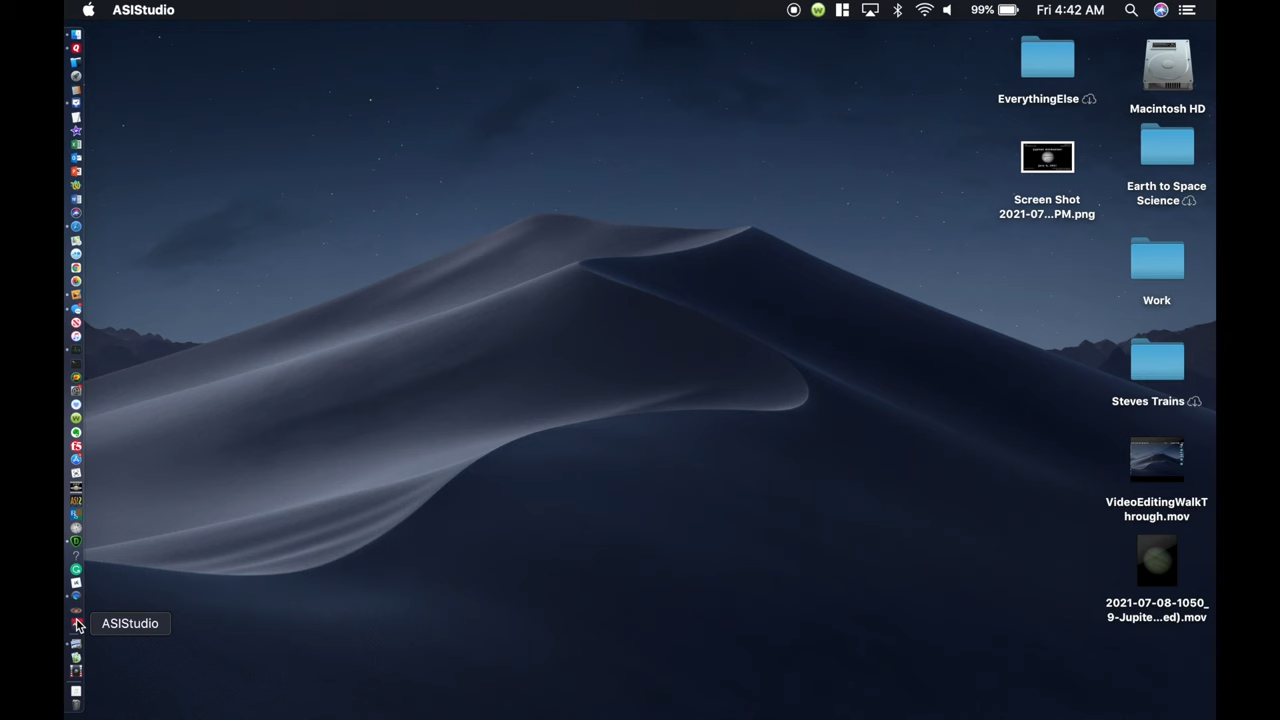 ASIStudio
99%
Fri 4:42 AM
EverythingElse
Macintosh HD
Screen Shot
2021-07...PM.png
Earth to Space
Science
Work
Steves Trains
VideoEditingWalkT
hrough.mov
2021-07-08-1050_
9-Jupite...ed).mov
ASIStudio